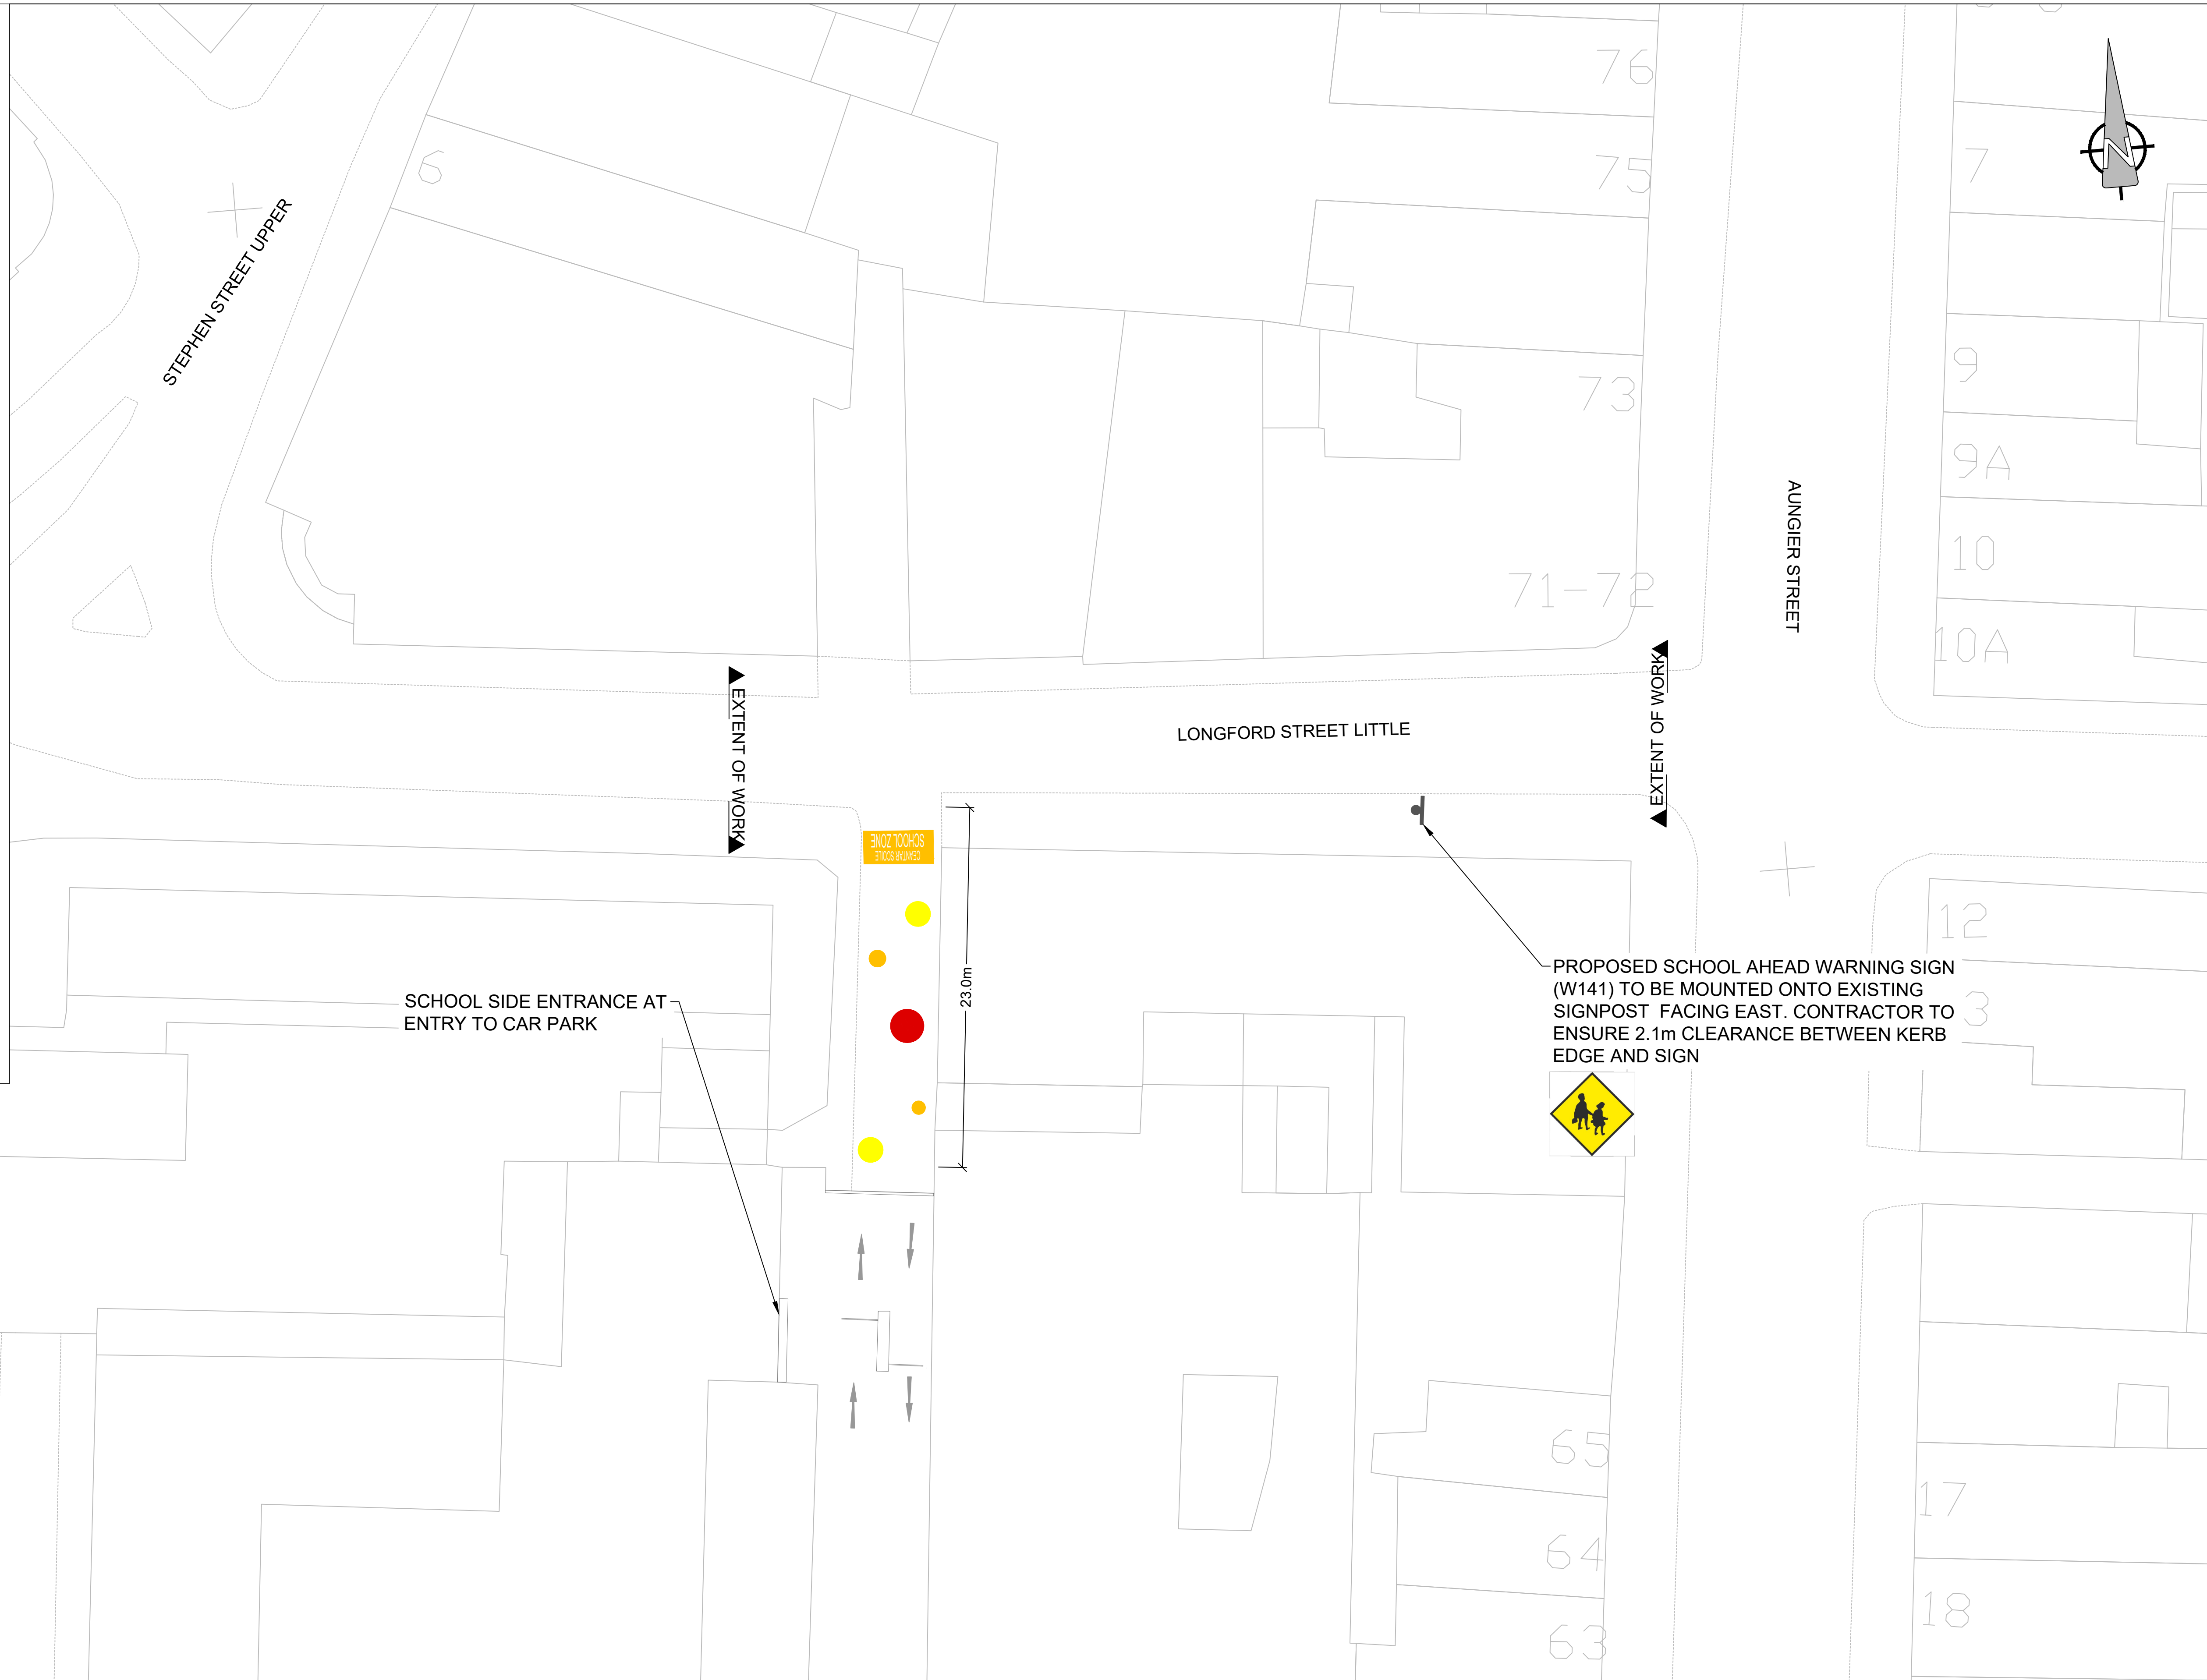 76
6
75
7
N
STEPHEN STREET UPPER
73
9
9A
AUNGIER STREET
10
71-72
10A
EXTENT OF WORK
LONGFORD STREET LITTLE
EXTENT OF WORK
SCHOOL ZONE
CEANTAR SCOILE
12
23.0m
PROPOSED SCHOOL AHEAD WARNING SIGN
(W141) TO BE MOUNTED ONTO EXISTING
SIGNPOST FACING EAST. CONTRACTOR TO
ENSURE 2.1m CLEARANCE BETWEEN KERB
EDGE AND SIGN
3
SCHOOL SIDE ENTRANCE AT
ENTRY TO CAR PARK
65
17
64
18
63